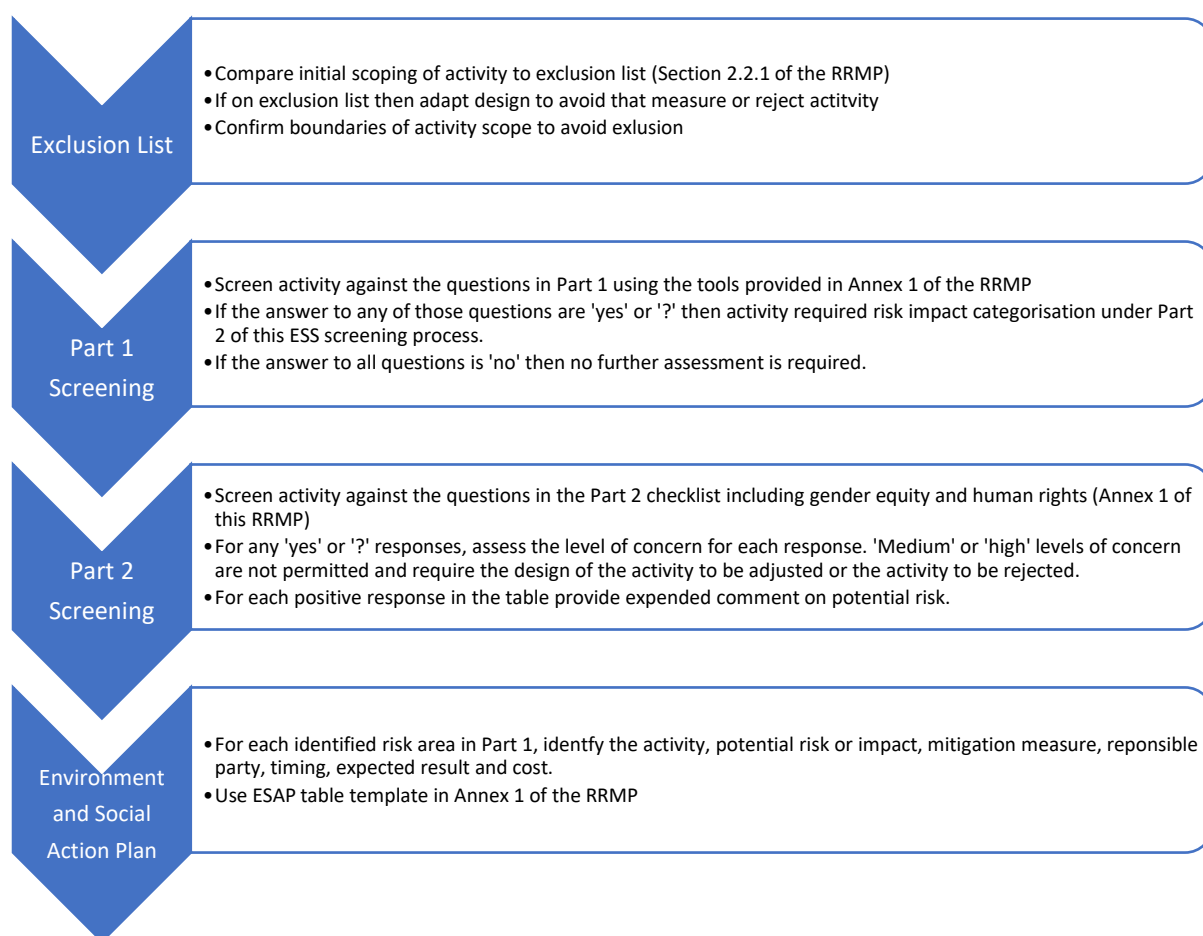 Exclusion List
•Compare initial scoping of activity to exclusion list (Section 2.2.1 of the RRMP)
•If on exclusion list then adapt design to avoid that measure or reject actitvity
•Confirm boundaries of activity scope to avoid exlusion
Part 1
Screening
•Screen activity against the questions in Part 1 using the tools provided in Annex 1 of the RRMP
•If the answer to any of those questions are 'yes' or '?' then activity required risk impact categorisation under Part
2 of this ESS screening process.
•If the answer to all questions is 'no' then no further assessment is required.
Part 2
Screening
•Screen activity against the questions in the Part 2 checklist including gender equity and human rights (Annex 1 of
this RRMP)
•For any 'yes' or '?' responses, assess the level of concern for each response. 'Medium' or 'high' levels of concern
are not permitted and require the design of the activity to be adjusted or the activity to be rejected.
•For each positive response in the table provide expended comment on potential risk.
Environment
and Social
Action Plan
•For each identified risk area in Part 1, identfy the activity, potential risk or impact, mitigation measure, reponsible
party, timing, expected result and cost.
•Use ESAP table template in Annex 1 of the RRMP